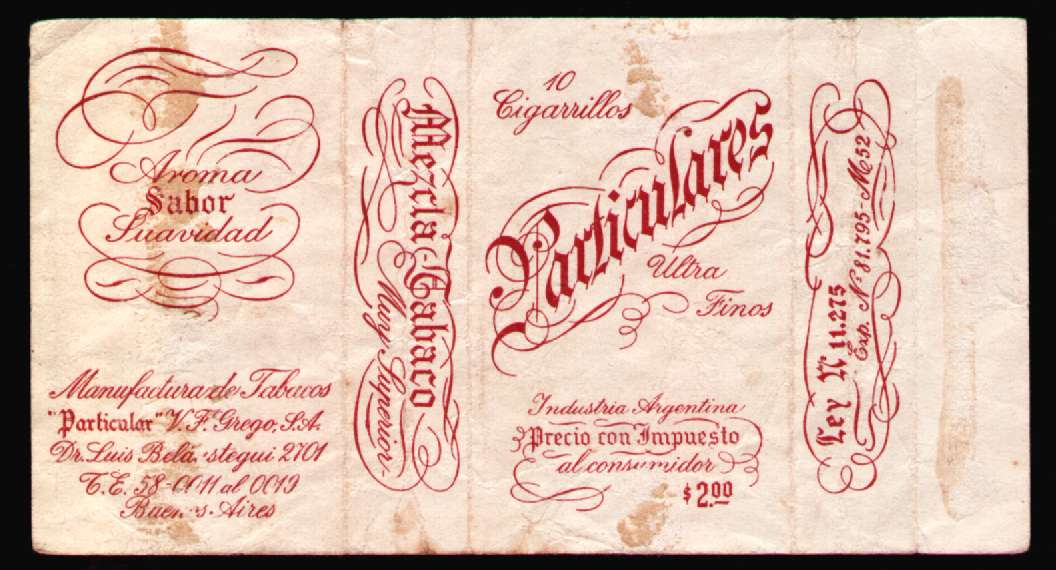 Aroma
Sabor
Suavidad
Manufactura de Tabacos
"Particular" V. F. Grego, S.A.
Dr. Luis Belá stegui 2701
T.E. 58-0011 al 0019
Buen s Aires
Mezcla-Tabaco
Muy Superior
10
Cigarrillos
Particulares
Ultra
Finos
Industria Argentina
Precio con Impuesto
al consumidor
$ 2.00
Ley Nº 11.275
Exp. Nº 81.795-M52